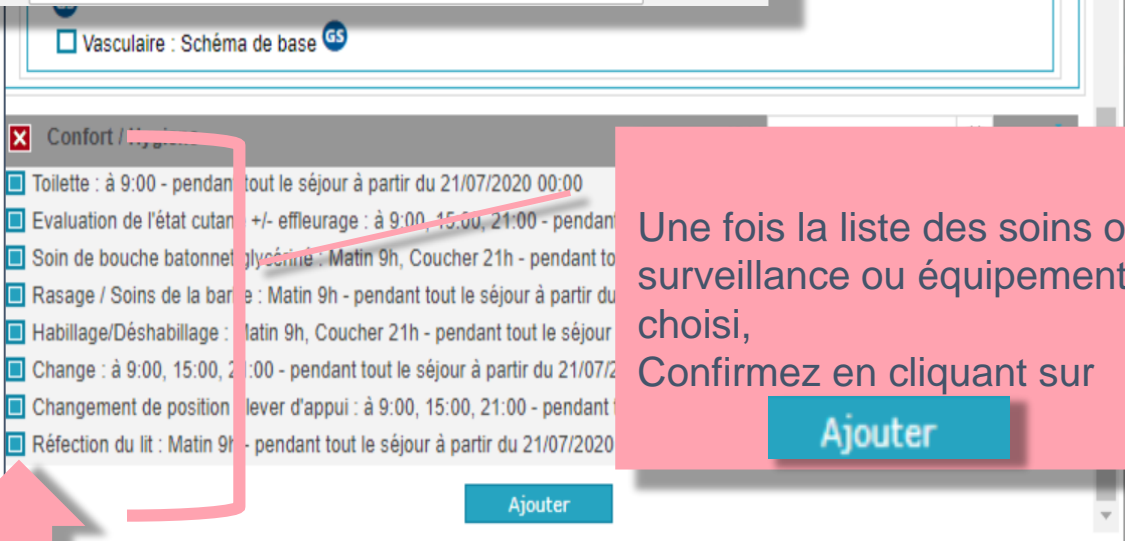 GS
Vasculaire : Schéma de base GS
Confort / Hygiène
Toilette : à 9:00 - pendant tout le séjour à partir du 21/07/2020 00:00
Evaluation de l'état cutané +/- effleurage : à 9:00, 15:00, 21:00 - pendant
Soin de bouche batonnet glycériné : Matin 9h, Coucher 21h - pendant to
Rasage / Soins de la barbe : Matin 9h - pendant tout le séjour à partir du
Habillage/Déshabillage : Matin 9h, Coucher 21h - pendant tout le séjour
Change : à 9:00, 15:00, 21:00 - pendant tout le séjour à partir du 21/07/2
Changement de position lever d'appui : à 9:00, 15:00, 21:00 - pendant
Réfection du lit : Matin 9h - pendant tout le séjour à partir du 21/07/2020
Ajouter
Une fois la liste des soins o
surveillance ou équipement
choisi,
Confirmez en cliquant sur
Ajouter